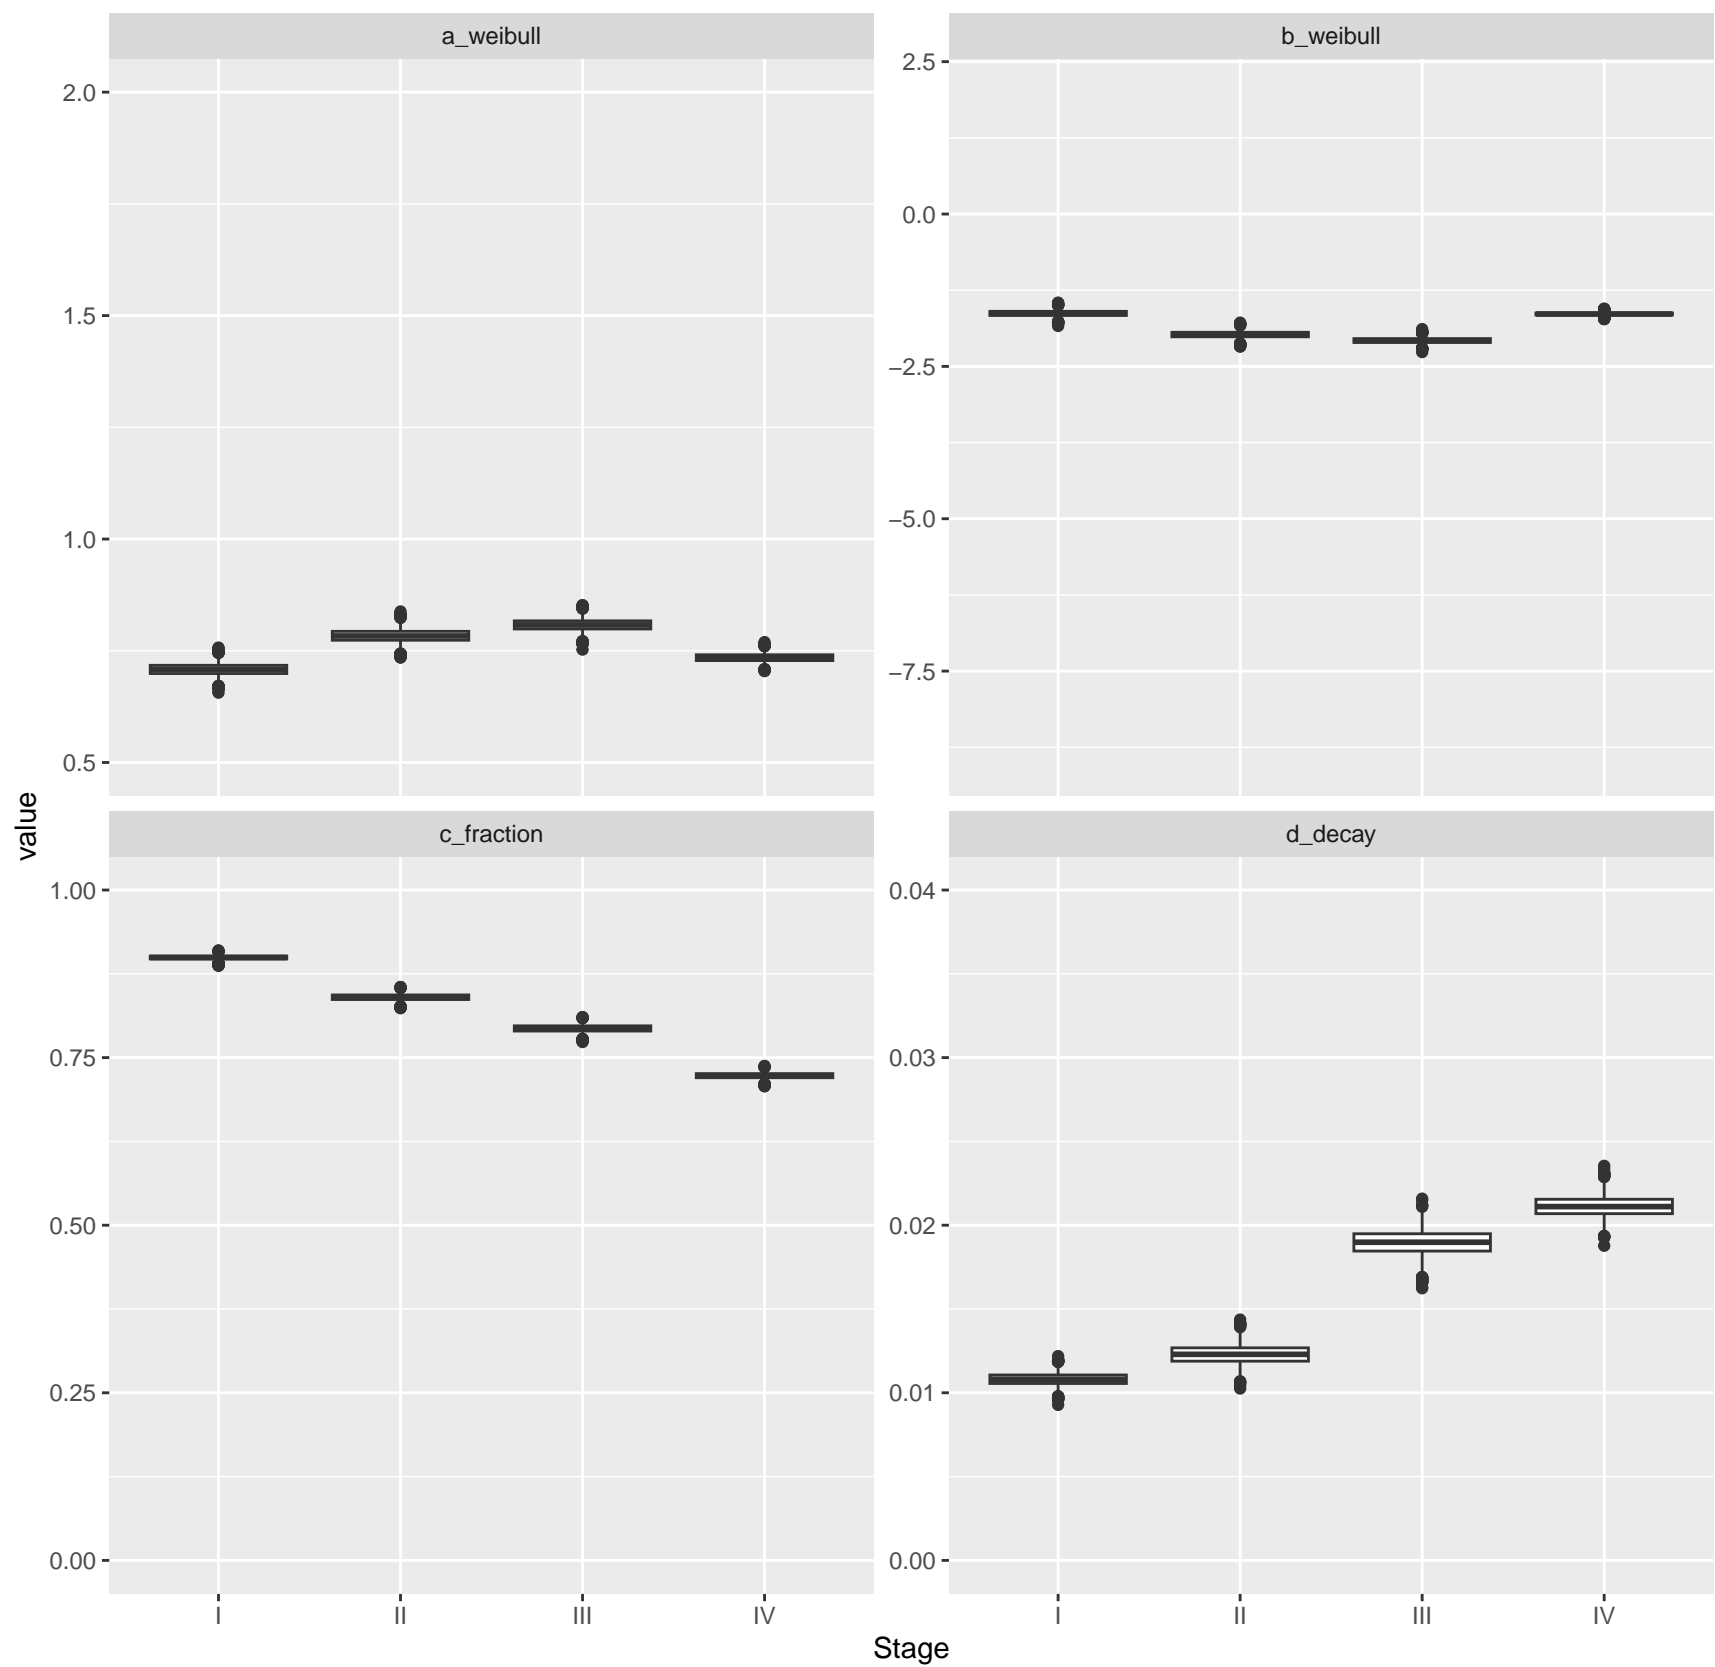 a_weibull
b_weibull
2.0
1.5
1.0
0.5
2.5
0.0
−2.5
−5.0
−7.5
value
c_fraction
d_decay
1.00
0.75
0.50
0.25
0.00
0.04
0.03
0.02
0.01
0.00
I II III IV
I II III IV
Stage